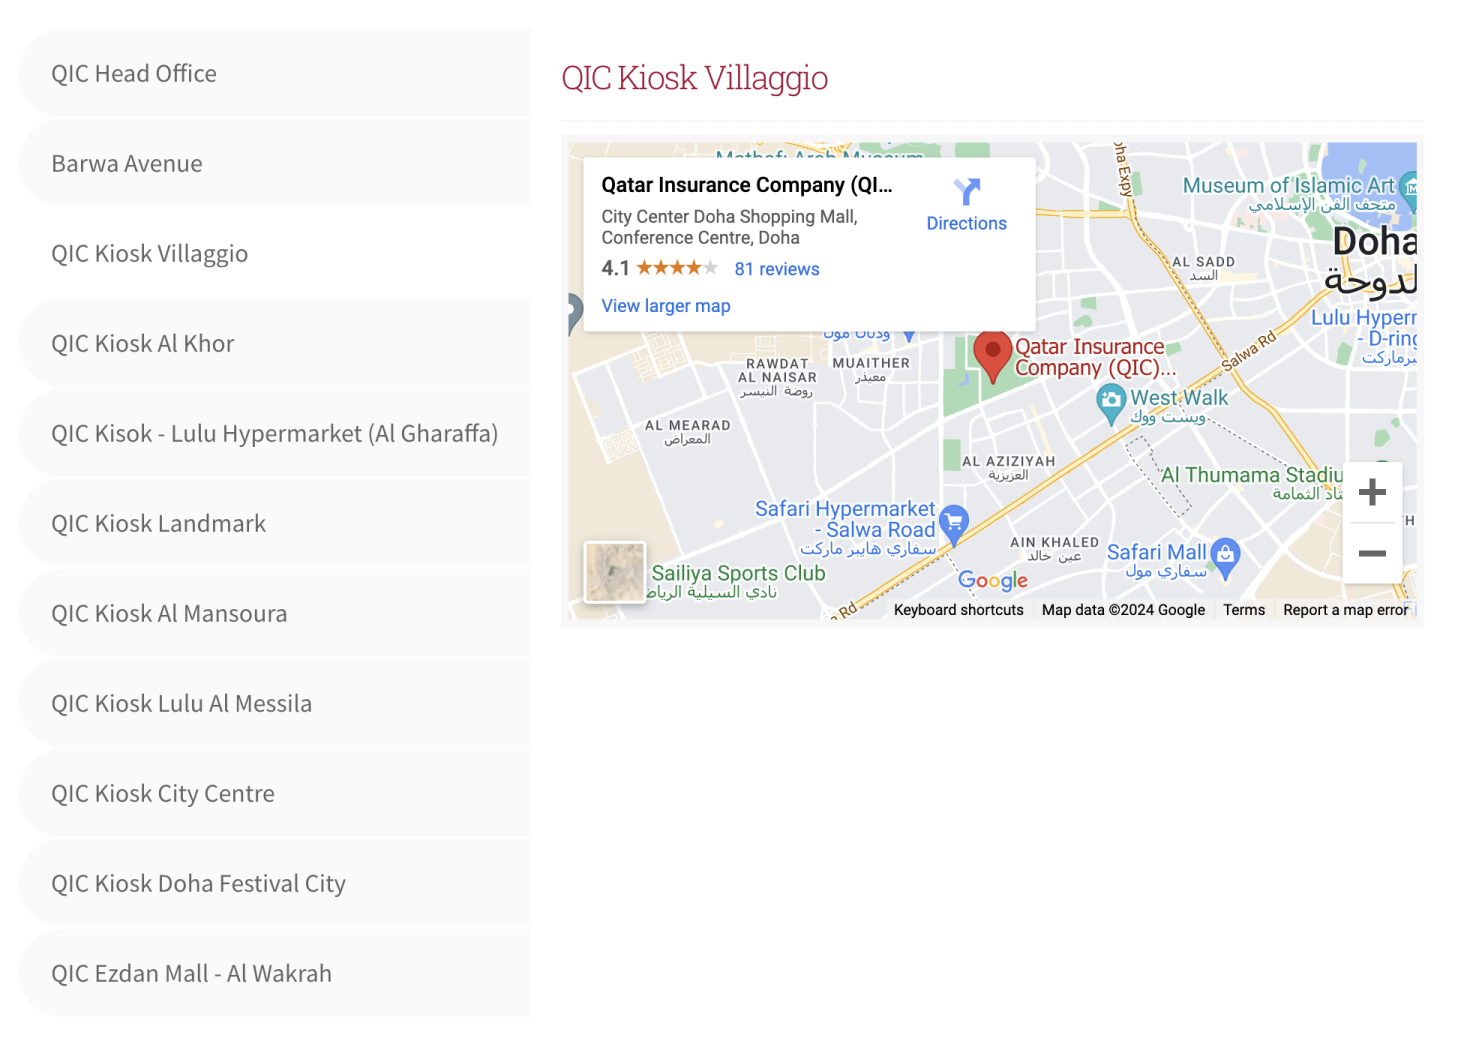 QIC Head Office
Barwa Avenue
QIC Kiosk Villaggio
QIC Kiosk Al Khor
QIC Kisok - Lulu Hypermarket (Al Gharaffa)
QIC Kiosk Landmark
QIC Kiosk Al Mansoura
QIC Kiosk Lulu Al Messila
QIC Kiosk City Centre
QIC Kiosk Doha Festival City
QIC Ezdan Mall - Al Wakrah
QIC Kiosk Villaggio
Qatar Insurance Company (QI...
City Center Doha Shopping Mall,
Conference Centre, Doha
4.1
81 reviews
View larger map
Directions
Museum of Islamic Art
متحف الفن الإسلامي
Doha
الدوحة
AL SADD
السد
Lulu Hyperr
- D-ring
Salwa Rd
Qatar Insurance
Company (QIC)...
RAWDAT
AL NAISAR
روضة النيسر
MUAITHER
معيذر
West Walk
ويست ووك
AL MEARAD
المعراض
AL AZIZIYAH
العزيزية
Al Thumama Stadiu
Safari Hypermarket
- Salwa Road
سفاري هايبر ماركت
AIN KHALED
عين خالد
Safari Mall
سفاري مول
Sailiya Sports Club
نادي السيلية الرياض
Google
Keyboard shortcuts
Map data ©2024 Google
Terms
Report a map error